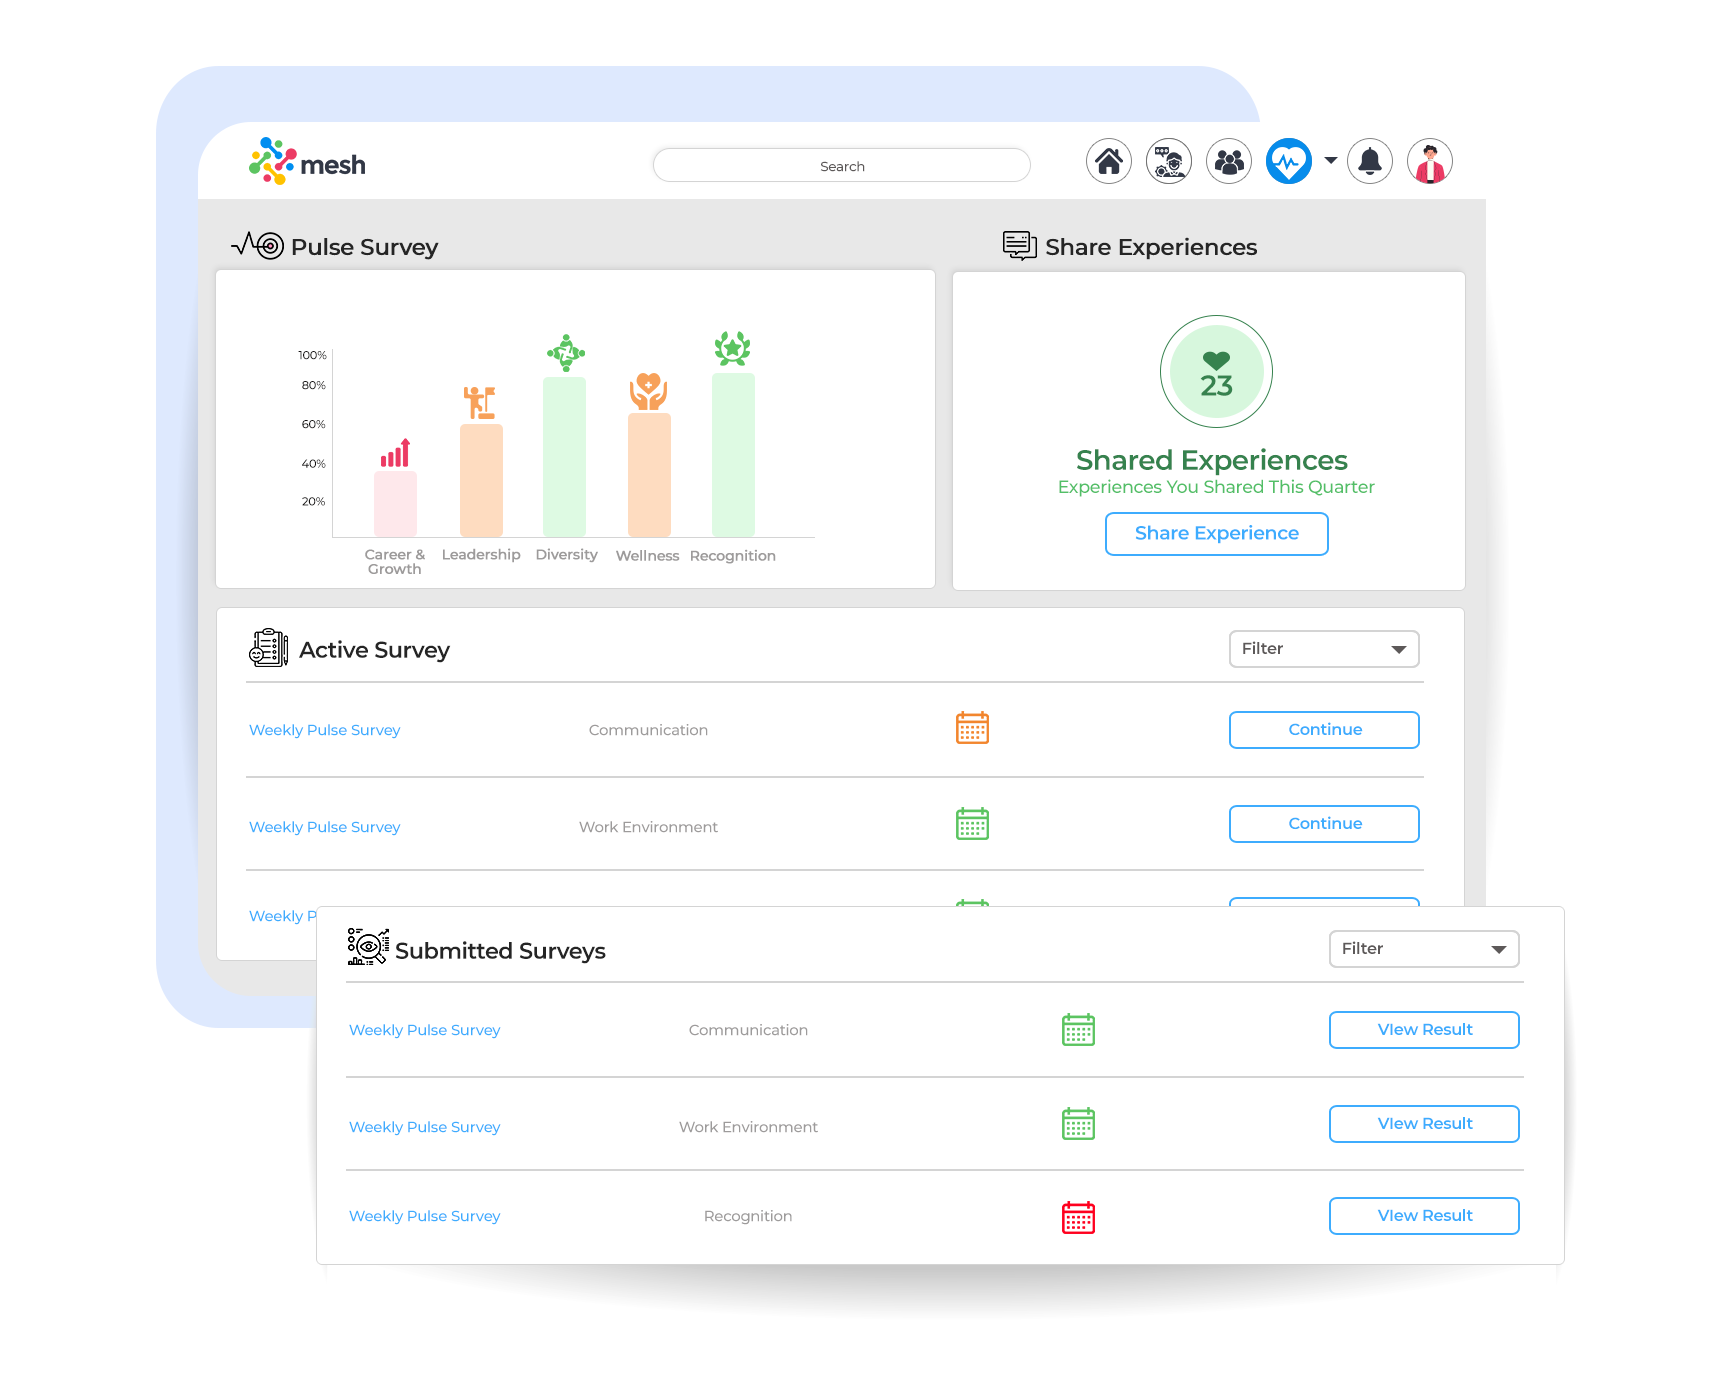 mesh
Search
Pulse Survey
Share Experiences
100%
80%
60%
40%
20%
Career &
Growth
Leadership
Diversity
Wellness
Recognition
23
Shared Experiences
Experiences You Shared This Quarter
Share Experience
Active Survey
Filter
Weekly Pulse Survey
Communication
Continue
Weekly Pulse Survey
Work Environment
Continue
Weekly P
Submitted Surveys
Filter
Weekly Pulse Survey
Communication
VIew Result
Weekly Pulse Survey
Work Environment
VIew Result
Weekly Pulse Survey
Recognition
VIew Result